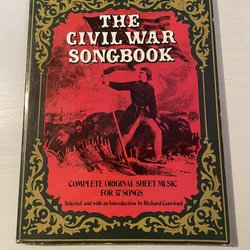 THE
CIVIL WAR
SONGBOOK
COMPLETE ORIGINAL SHEET MUSIC
FOR 37 SONGS
Selected and with an Introduction by Richard Crawford